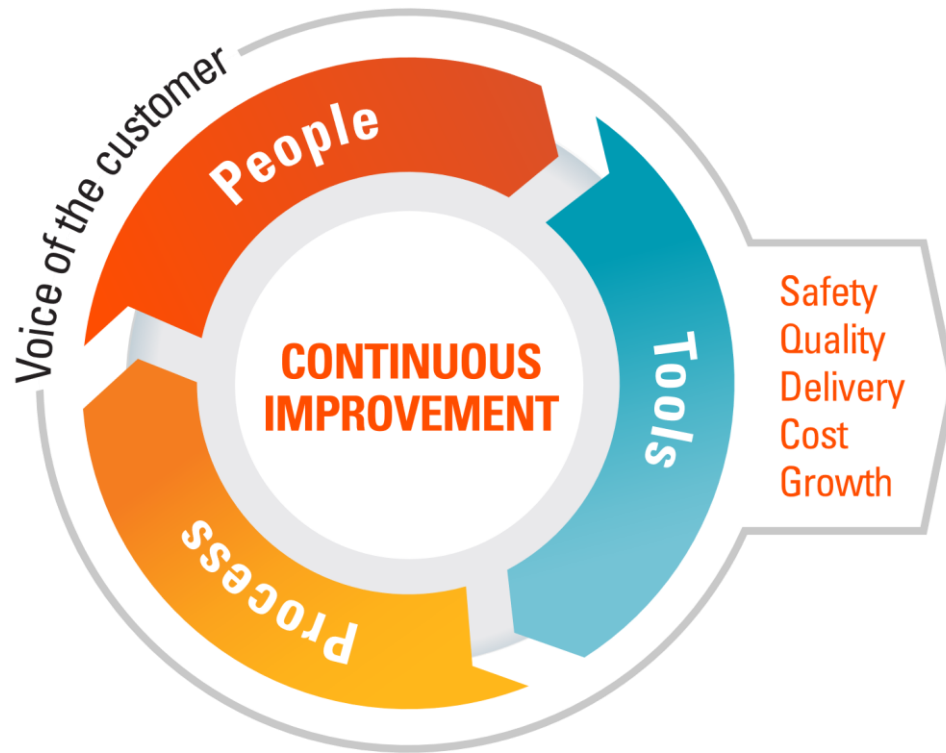 Voice of the customer
People
Tools
Process
CONTINUOUS
IMPROVEMENT
Safety
Quality
Delivery
Cost
Growth